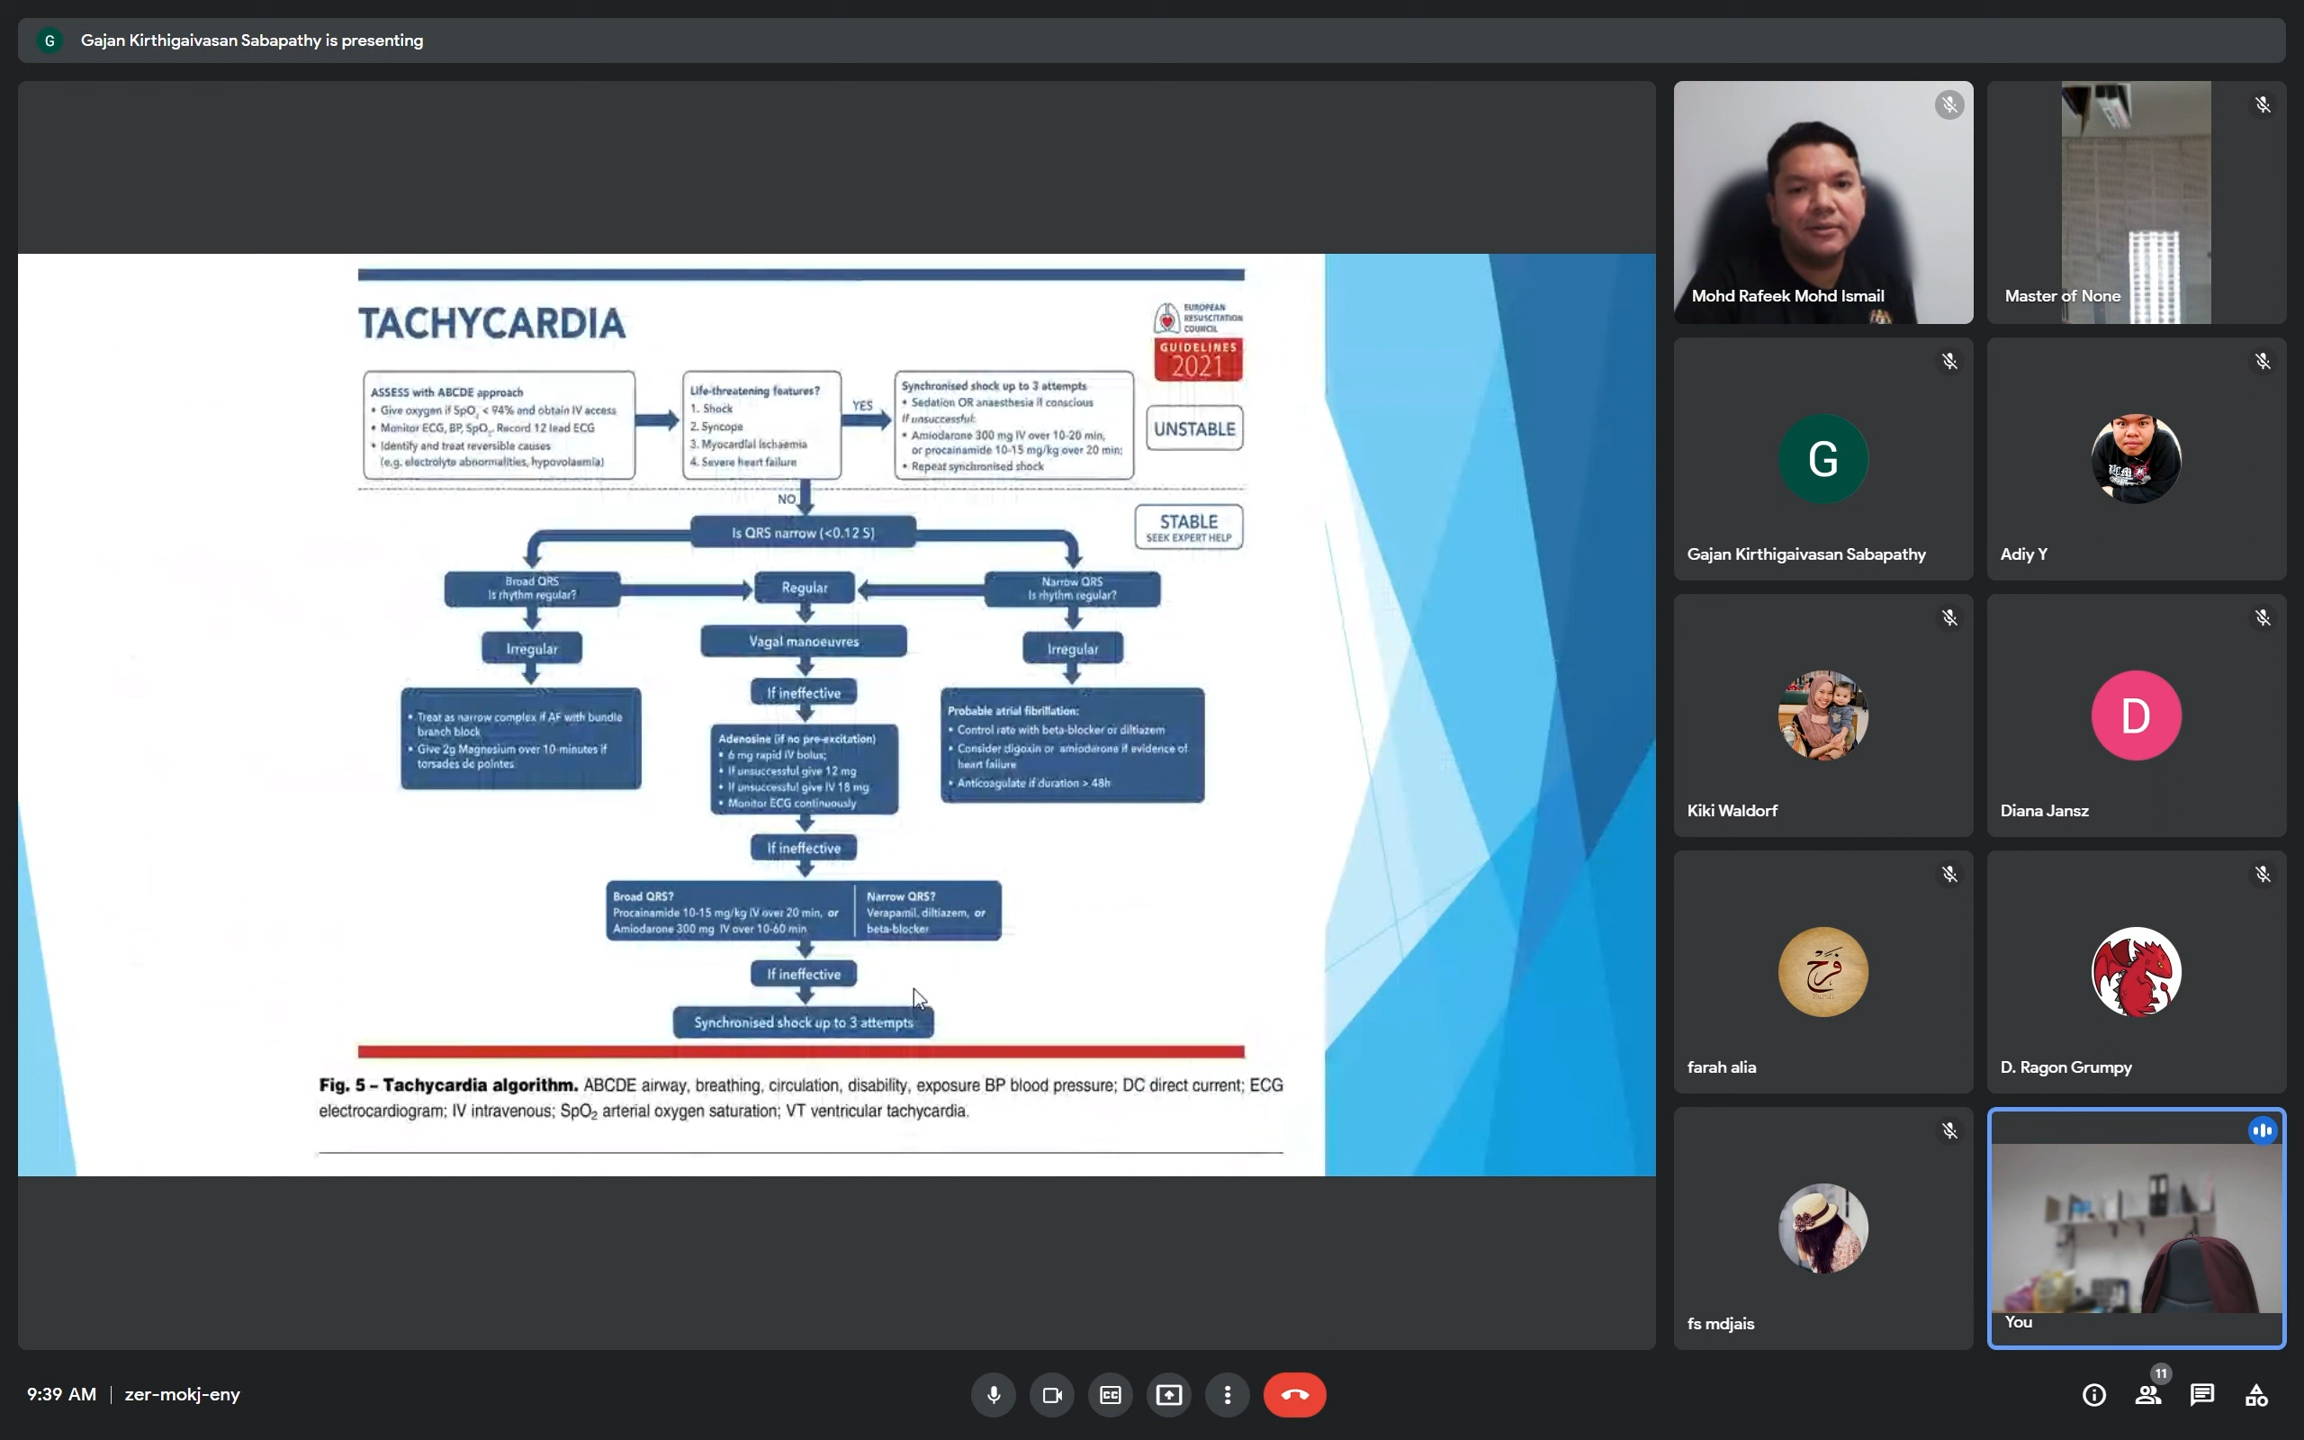 G Gajan Kirthigaivasan Sabapathy is presenting
TACHYCARDIA
EUROPEAN
RESUSCITATION
COUNCIL
GUIDELINES
2021
ASSESS with ABCDE approach
• Give oxygen if SpO₂ < 94% and obtain IV access
• Monitor ECG, BP, SpO₂. Record 12 lead ECG
• Identify and treat reversible causes
(e.g. electrolyte abnormalities, hypovolaemia)
Life-threatening features?
1. Shock
2. Syncope
3. Myocardial ischaemia
4. Severe heart failure
YES
Synchronised shock up to 3 attempts
• Sedation OR anaesthesia if conscious
If unsuccessful:
• Amiodarone 300 mg IV over 10-20 min,
or procainamide 10-15 mg/kg over 20 min;
• Repeat synchronised shock
UNSTABLE
NO
STABLE
SEEK EXPERT HELP
Is QRS narrow (<0.12 S)
Broad QRS
Is rhythm regular?
Regular
Narrow QRS
Is rhythm regular?
Irregular
Vagal manoeuvres
Irregular
If ineffective
• Treat as narrow complex if AF with bundle
branch block
• Give 2g Magnesium over 10-minutes if
torsades de pointes
Adenosine (if no pre-excitation)
• 6 mg rapid IV bolus;
• If unsuccessful give 12 mg
• If unsuccessful give IV 18 mg
• Monitor ECG continuously
Probable atrial fibrillation:
• Control rate with beta-blocker or diltiazem
• Consider digoxin or amiodarone if evidence of
heart failure
• Anticoagulate if duration > 48h
If ineffective
Broad QRS?
Procainamide 10-15 mg/kg IV over 20 min, or
Amiodarone 300 mg IV over 10-60 min
Narrow QRS?
Verapamil, diltiazem, or
beta-blocker
If ineffective
Synchronised shock up to 3 attempts
Fig. 5 – Tachycardia algorithm. ABCDE airway, breathing, circulation, disability, exposure BP blood pressure; DC direct current; ECG
electrocardiogram; IV intravenous; SpO₂ arterial oxygen saturation; VT ventricular tachycardia.
Mohd Rafeek Mohd Ismail
Master of None
G
Gajan Kirthigaivasan Sabapathy
Adiy Y
Kiki Waldorf
D
Diana Jansz
فرح
farah alia
D. Ragon Grumpy
fs mdjais
You
9:39 AM | zer-mokj-eny
CC
11